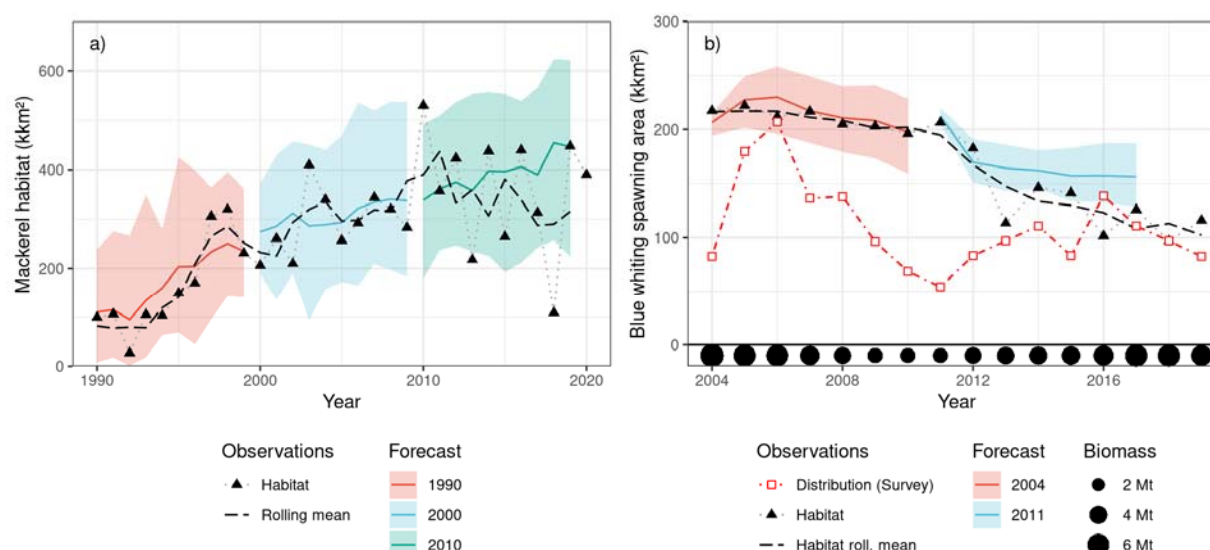 a)
Mackerel habitat (kkm²)
600
400
200
0
1990
2000
2010
2020
Year
Observations
Habitat
Rolling mean
Forecast
1990
2000
2010
b)
Blue whiting spawning area (kkm²)
300
200
100
0
2004
2008
2012
2016
Year
Observations
Distribution (Survey)
Habitat
Habitat roll. mean
Forecast
2004
2011
Biomass
2 Mt
4 Mt
6 Mt